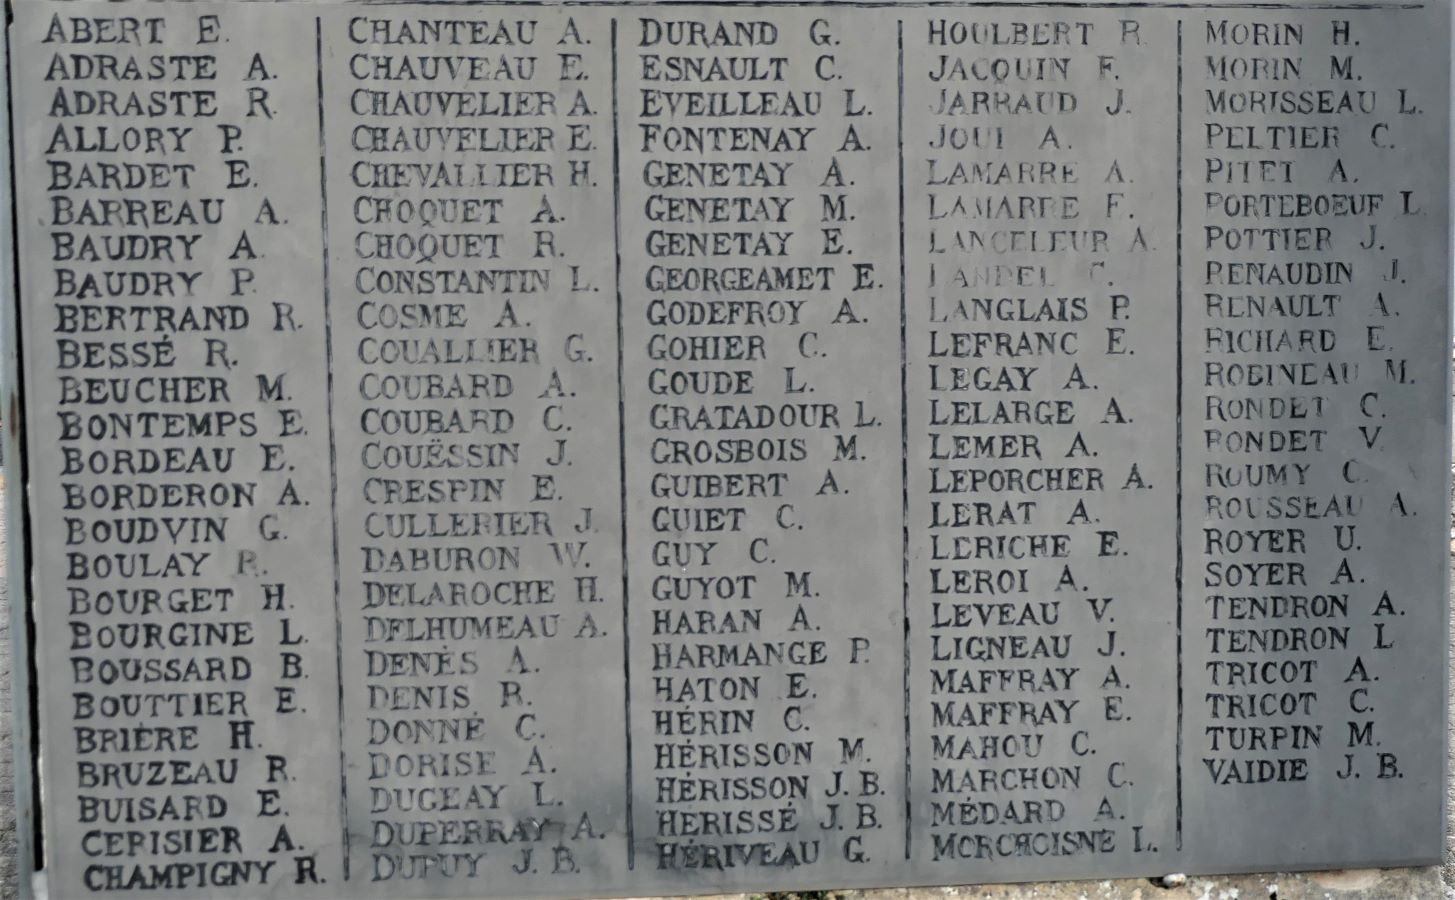 ABERT E.
ADRASTE A.
ADRASTE R.
ALLORY P.
BARDET E.
BARREAU A.
BAUDRY A.
BAUDRY P.
BERTRAND R.
BESSÉ R.
BEUCHER M.
BONTEMPS E.
BORDEAU E.
BORDERON A.
BOUDVIN G.
BOULAY R.
BOURGET H.
BOURGINE L.
BOUSSARD B.
BOUTTIER E.
BRIÈRE H.
BRUZEAU R.
BUISARD E.
CEPISIER A.
CHAMPIGNY R.
CHANTEAU A.
CHAUVEAU E.
CHAUVELIER A.
CHAUVELIER E.
CHEVALLIER H.
CHOQUET A.
CHOQUET R.
CONSTANTIN L.
COSME A.
COUALLIER G.
COUBARD A.
COUBARD C.
COUËSSIN J.
CRESPIN E.
CULLERIER J.
DABURON W.
DELAROCHE H.
DELHUMEAU A.
DENÈS A.
DENIS R.
DONNÉ C.
DORISE A.
DUGEAY L.
DUPERRAY A.
DUPUY J. B.
DURAND G.
ESNAULT C.
EVEILLEAU L.
FONTENAY A.
GENETAY A.
GENETAY M.
GENETAY E.
GEORGEAMET E.
GODEFROY A.
GOHIER C.
GOUDE L.
GRATADOUR L.
GROSBOIS M.
GUIBERT A.
GUIET C.
GUY C.
GUYOT M.
HARAN A.
HARMANGE P.
HATON E.
HÉRIN C.
HÉRISSON M.
HÉRISSON J. B.
HÉRISSÉ J. B.
HÉRIVEAU G.
HOULBERT R.
JACQUIN F.
JARRAUD J.
JOUI A.
LAMARRE A.
LAMARRE F.
LANCELEUR A.
LANDEL C.
LANGLAIS P.
LEFRANC E.
LEGAY A.
LELARGE A.
LEMER A.
LEPORCHER A.
LERAT A.
LERICHE E.
LEROI A.
LEVEAU V.
LIGNEAU J.
MAFFRAY A.
MAFFRAY E.
MAHOU C.
MARCHON C.
MÉDARD A.
MORCHOISNE L.
MORIN H.
MORIN M.
MORISSEAU L.
PELTIER C.
PITET A.
PORTEBOEUF L
POTTIER J.
RENAUDIN J.
RENAULT A.
RICHARD E.
ROBINEAU M.
RONDET C.
RONDET V
ROUMY C
ROUSSEAU A.
ROYER U.
SOYER A.
TENDRON A.
TENDRON L
TRICOT A.
TRICOT C.
TURPIN M.
VAIDIE J. B.